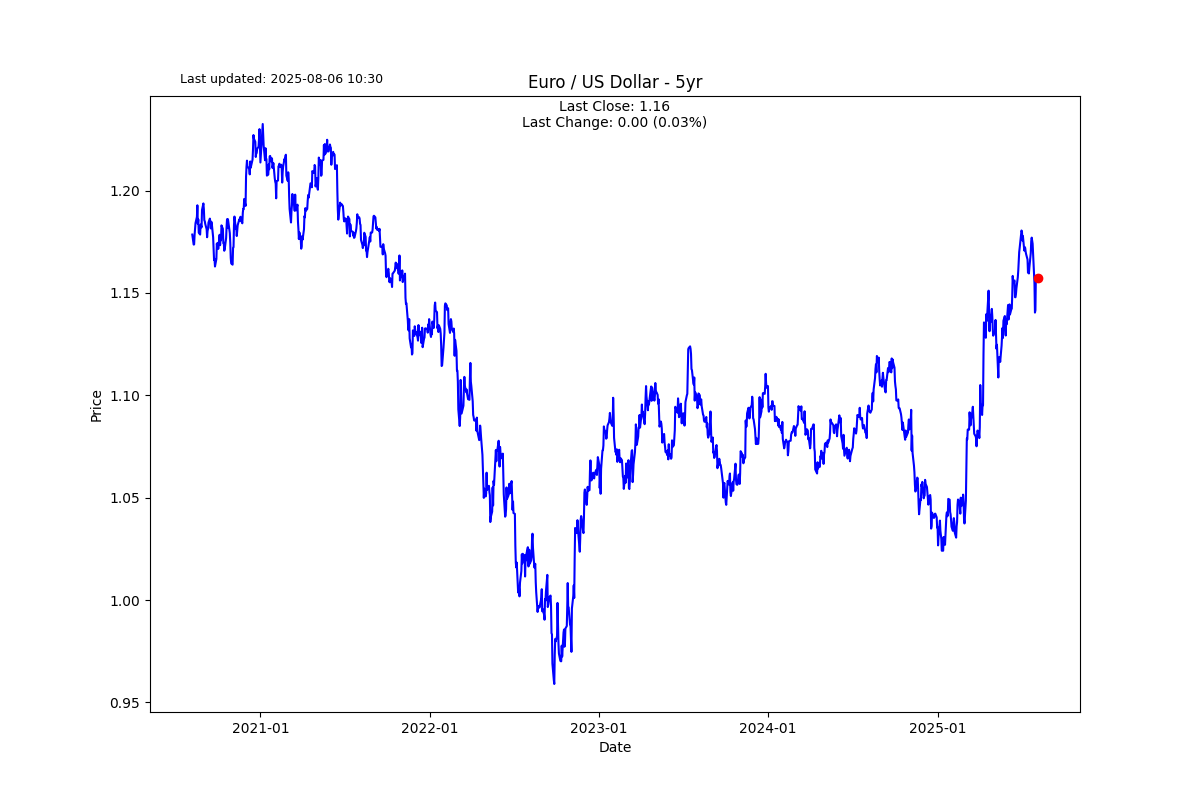 Last updated: 2025-08-06 10:30
Euro / US Dollar - 5yr
Last Close: 1.16
Last Change: 0.00 (0.03%)
Price
1.20
1.15
1.10
1.05
1.00
0.95
2021-01
2022-01
2023-01
2024-01
2025-01
Date